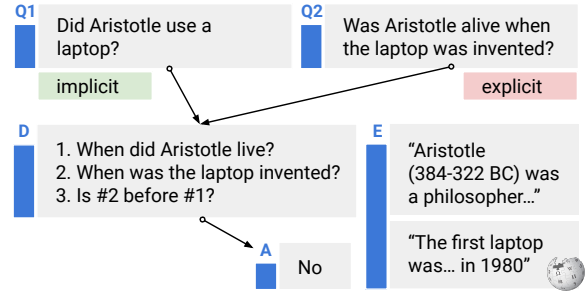 Q1
Did Aristotle use a
laptop?
implicit
Q2
Was Aristotle alive when
the laptop was invented?
explicit
D
1. When did Aristotle live?
2. When was the laptop invented?
3. Is #2 before #1?
A
No
E
“Aristotle
(384-322 BC) was
a philosopher…”
“The first laptop
was… in 1980”